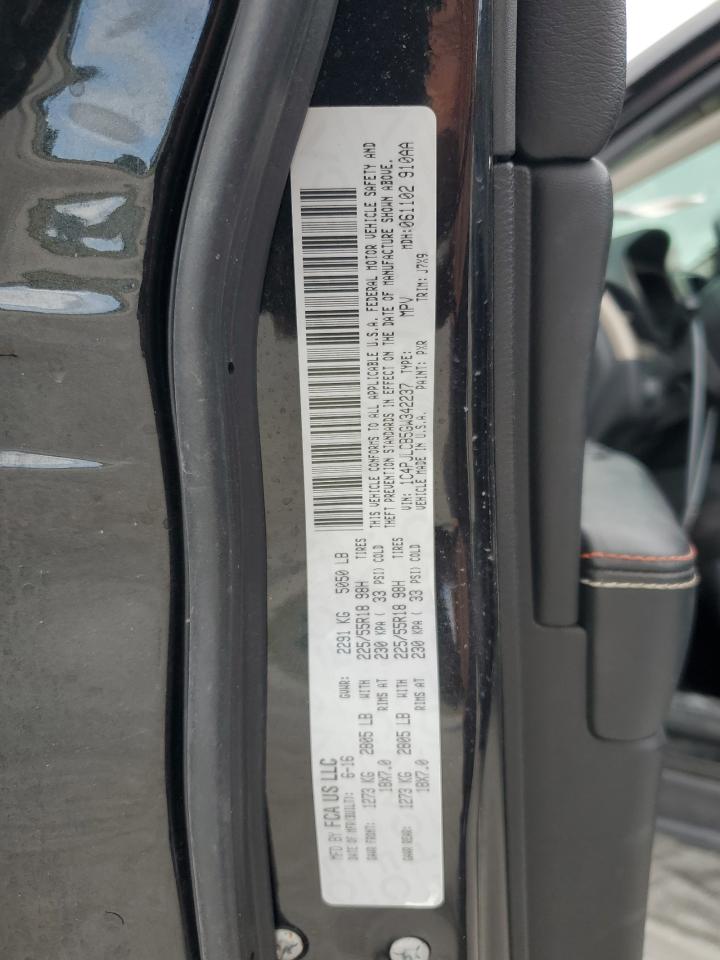 MFD BY FCA US LLC
DATE OF MFR(BUILT): 6-16 GVWR: 2291 KG 5050 LB
GAWR FRONT: 1273 KG 2805 LB WITH 225/55R18 98H TIRES
18X7.0 RIMS AT 230 KPA ( 33 PSI) COLD
GAWR REAR: 1273 KG 2805 LB WITH 225/55R18 98H TIRES
18X7.0 RIMS AT 230 KPA ( 33 PSI) COLD
THIS VEHICLE CONFORMS TO ALL APPLICABLE U.S.A. FEDERAL MOTOR VEHICLE SAFETY AND
THEFT PREVENTION STANDARDS IN EFFECT ON THE DATE OF MANUFACTURE SHOWN ABOVE.
VIN: 1C4PJLCB5GW342237 TYPE: MPV MDH: 061102 910AA
VEHICLE MADE IN U.S.A. PAINT: PXR TRIM: J7X9